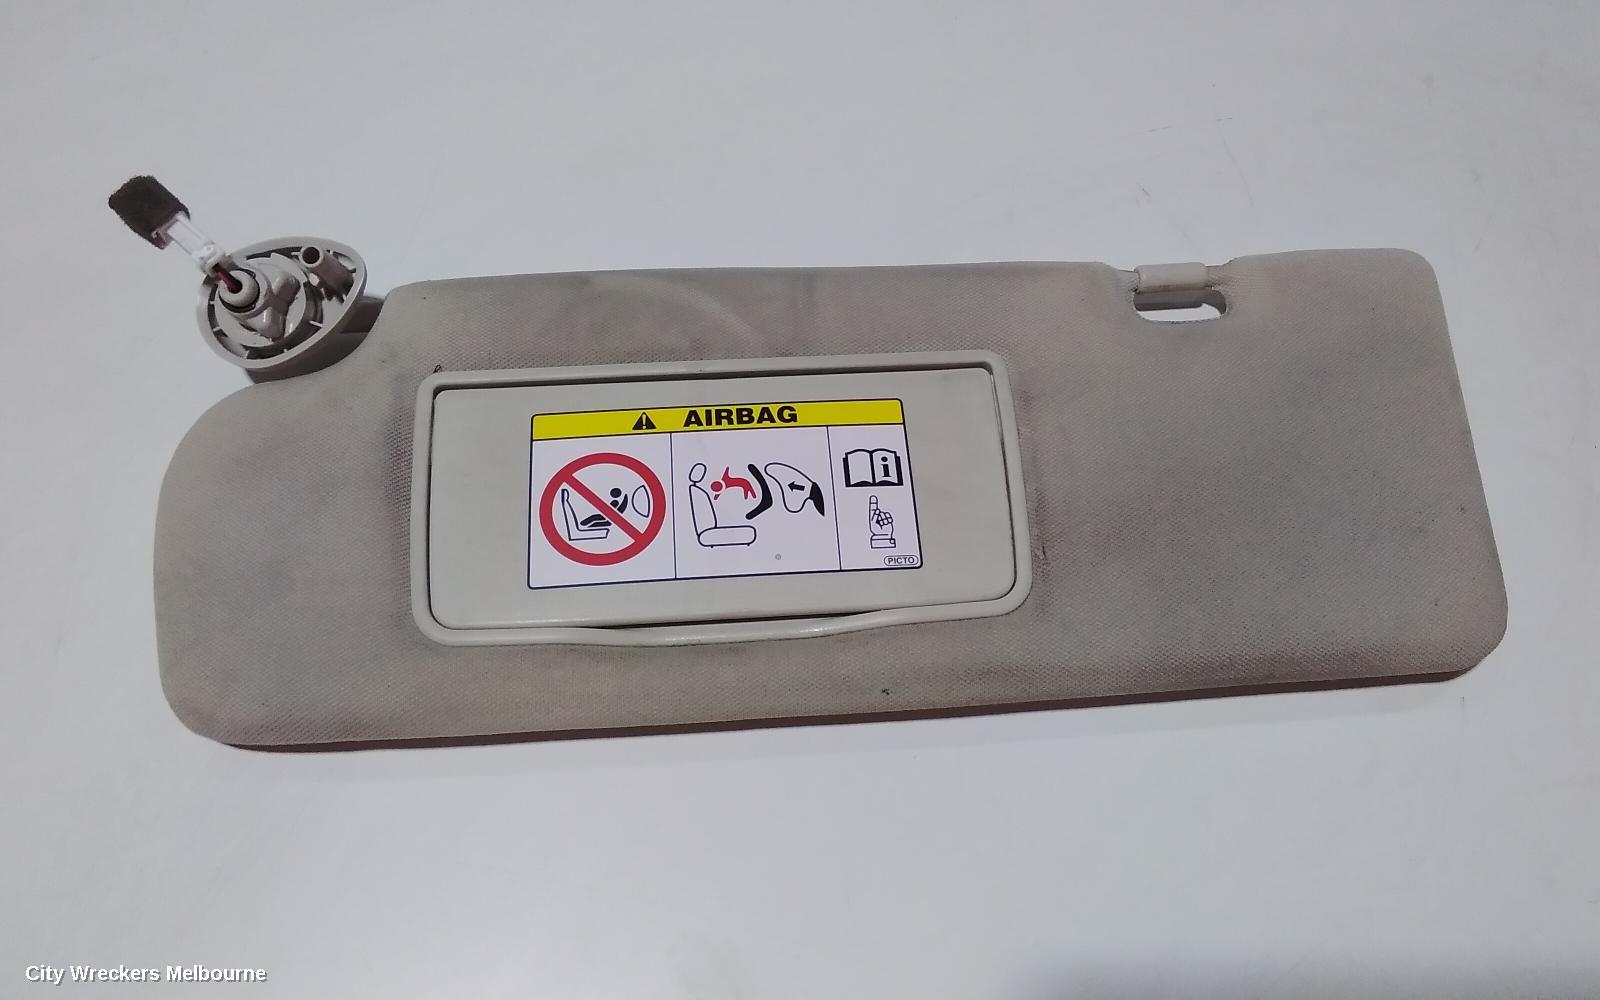 AIRBAG
i
PICTO
City Wreckers Melbourne